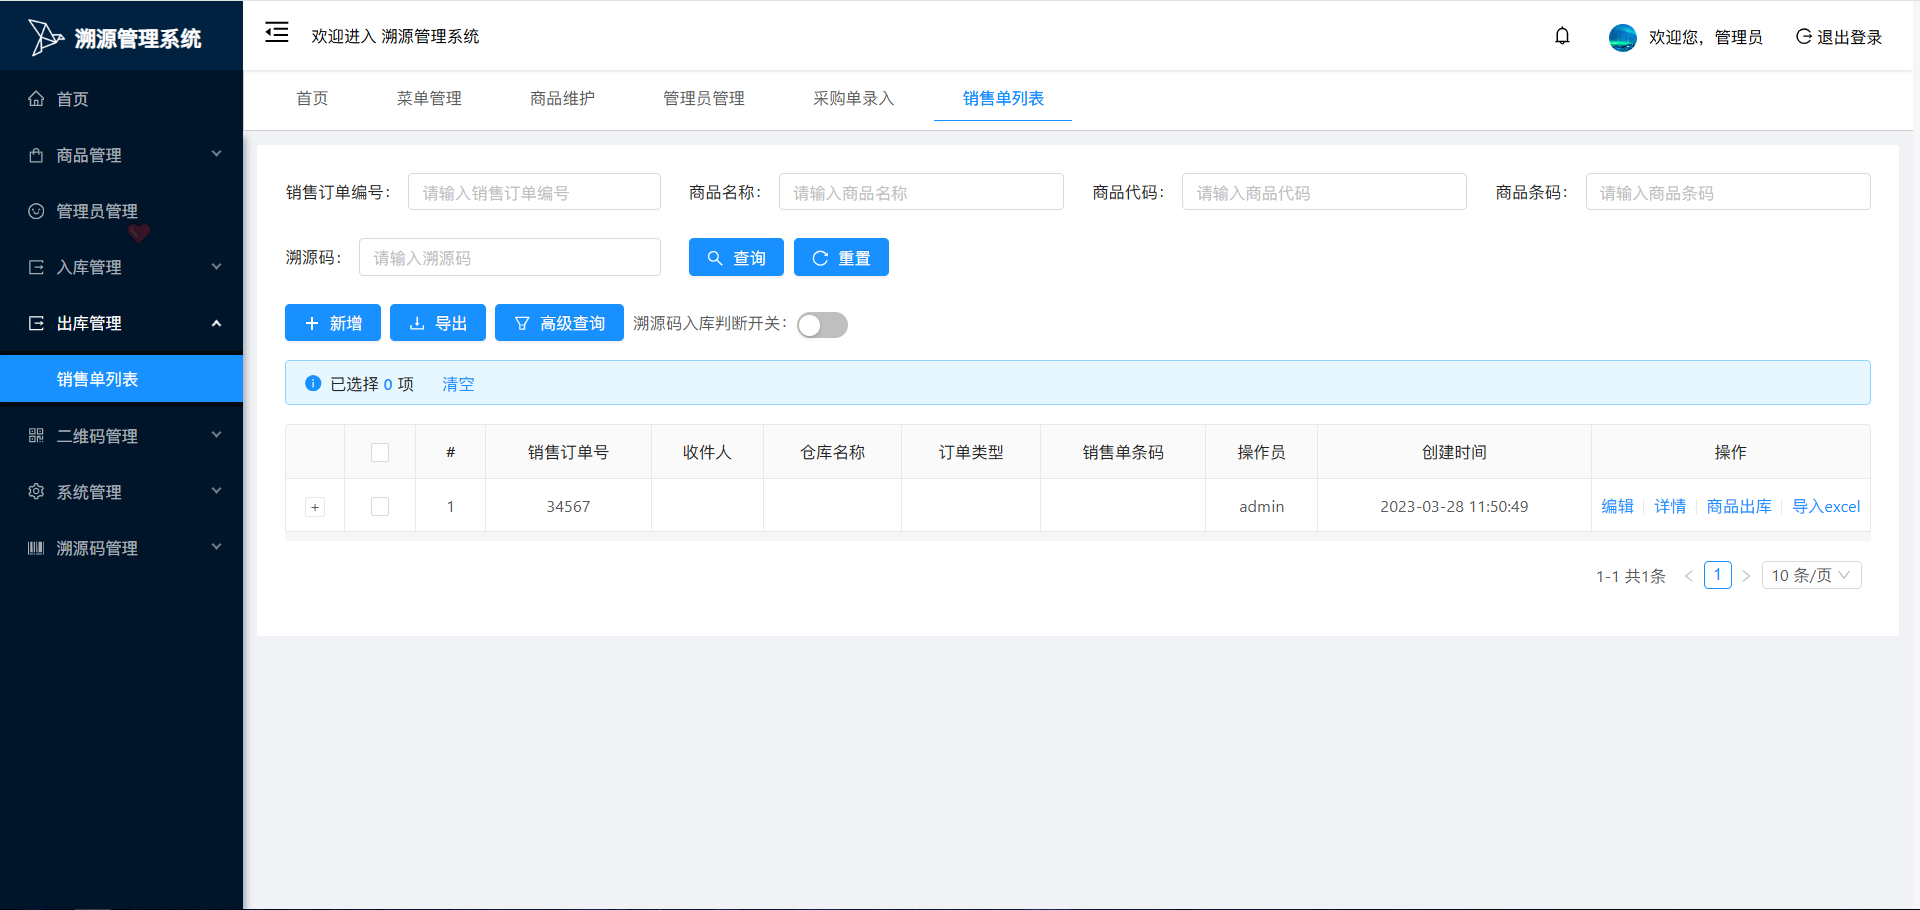 溯源管理系统
欢迎进入 溯源管理系统
欢迎您，管理员
退出登录
首页
商品管理
管理员管理
入库管理
出库管理
销售单列表
二维码管理
系统管理
溯源码管理
首页 菜单管理 商品维护 管理员管理 采购单录入 销售单列表
销售订单编号： 请输入销售订单编号 商品名称： 请输入商品名称 商品代码： 请输入商品代码 商品条码： 请输入商品条码
溯源码： 请输入溯源码 查询 重置
新增 导出 高级查询 溯源码入库判断开关：
已选择 0 项 清空
# 销售订单号 收件人 仓库名称 订单类型 销售单条码 操作员 创建时间 操作
1 34567 admin 2023-03-28 11:50:49 编辑 详情 商品出库 导入excel
1-1 共1条 < 1 > 10 条/页